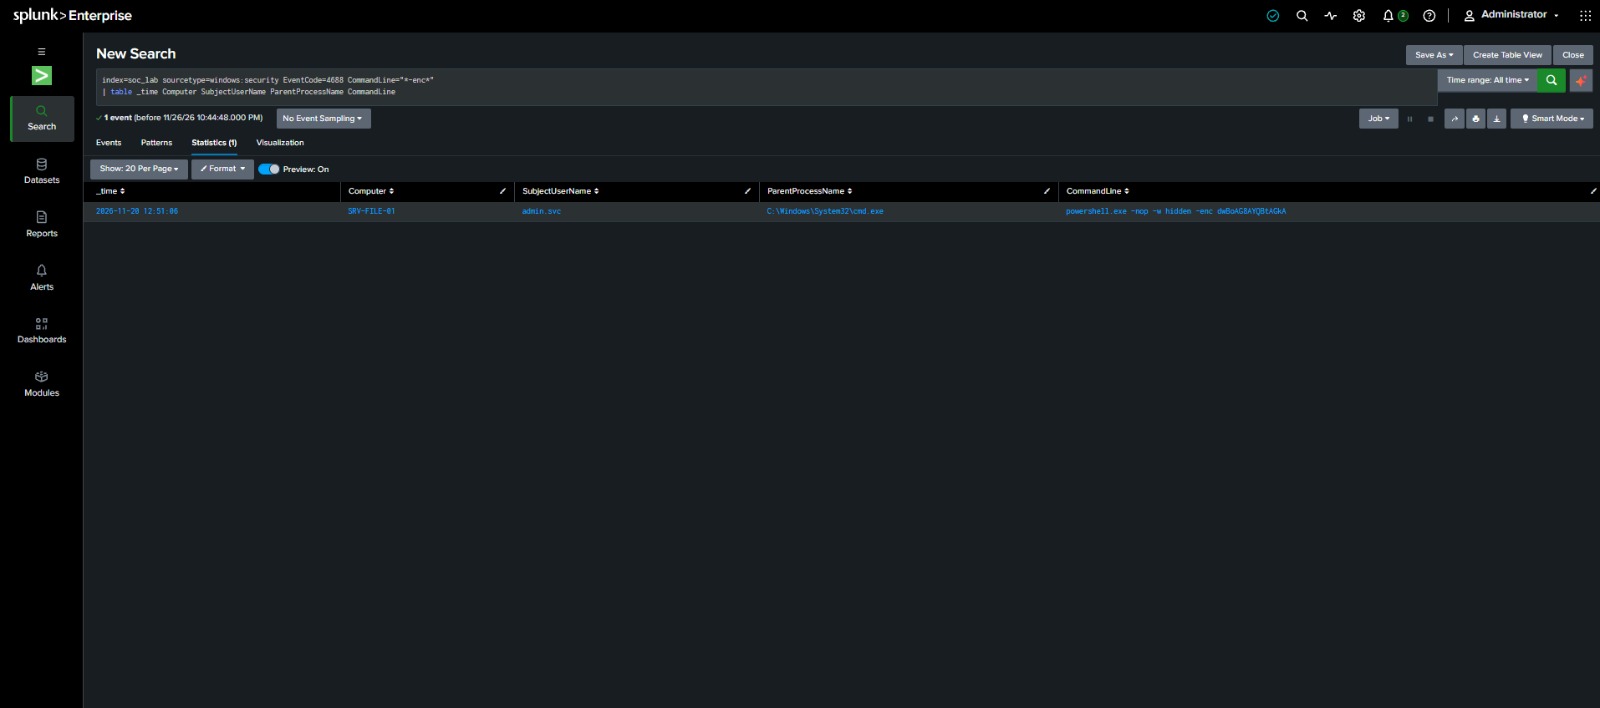 splunk>Enterprise
2
Administrator
New Search
Save As
Create Table View
Close
index=soc_lab sourcetype=windows:security EventCode=4688 CommandLine="*-enc*"
| table _time Computer SubjectUserName ParentProcessName CommandLine
Time range: All time
1 event (before 11/26/26 10:44:48.000 PM)
No Event Sampling
Job
Smart Mode
Events
Patterns
Statistics (1)
Visualization
Show: 20 Per Page
Format
Preview: On
_time
Computer
SubjectUserName
ParentProcessName
CommandLine
2026-11-20 12:51:06
SRV-FILE-01
admin.svc
C:\Windows\System32\cmd.exe
powershell.exe -nop -w hidden -enc
Search
Datasets
Reports
Alerts
Dashboards
Modules